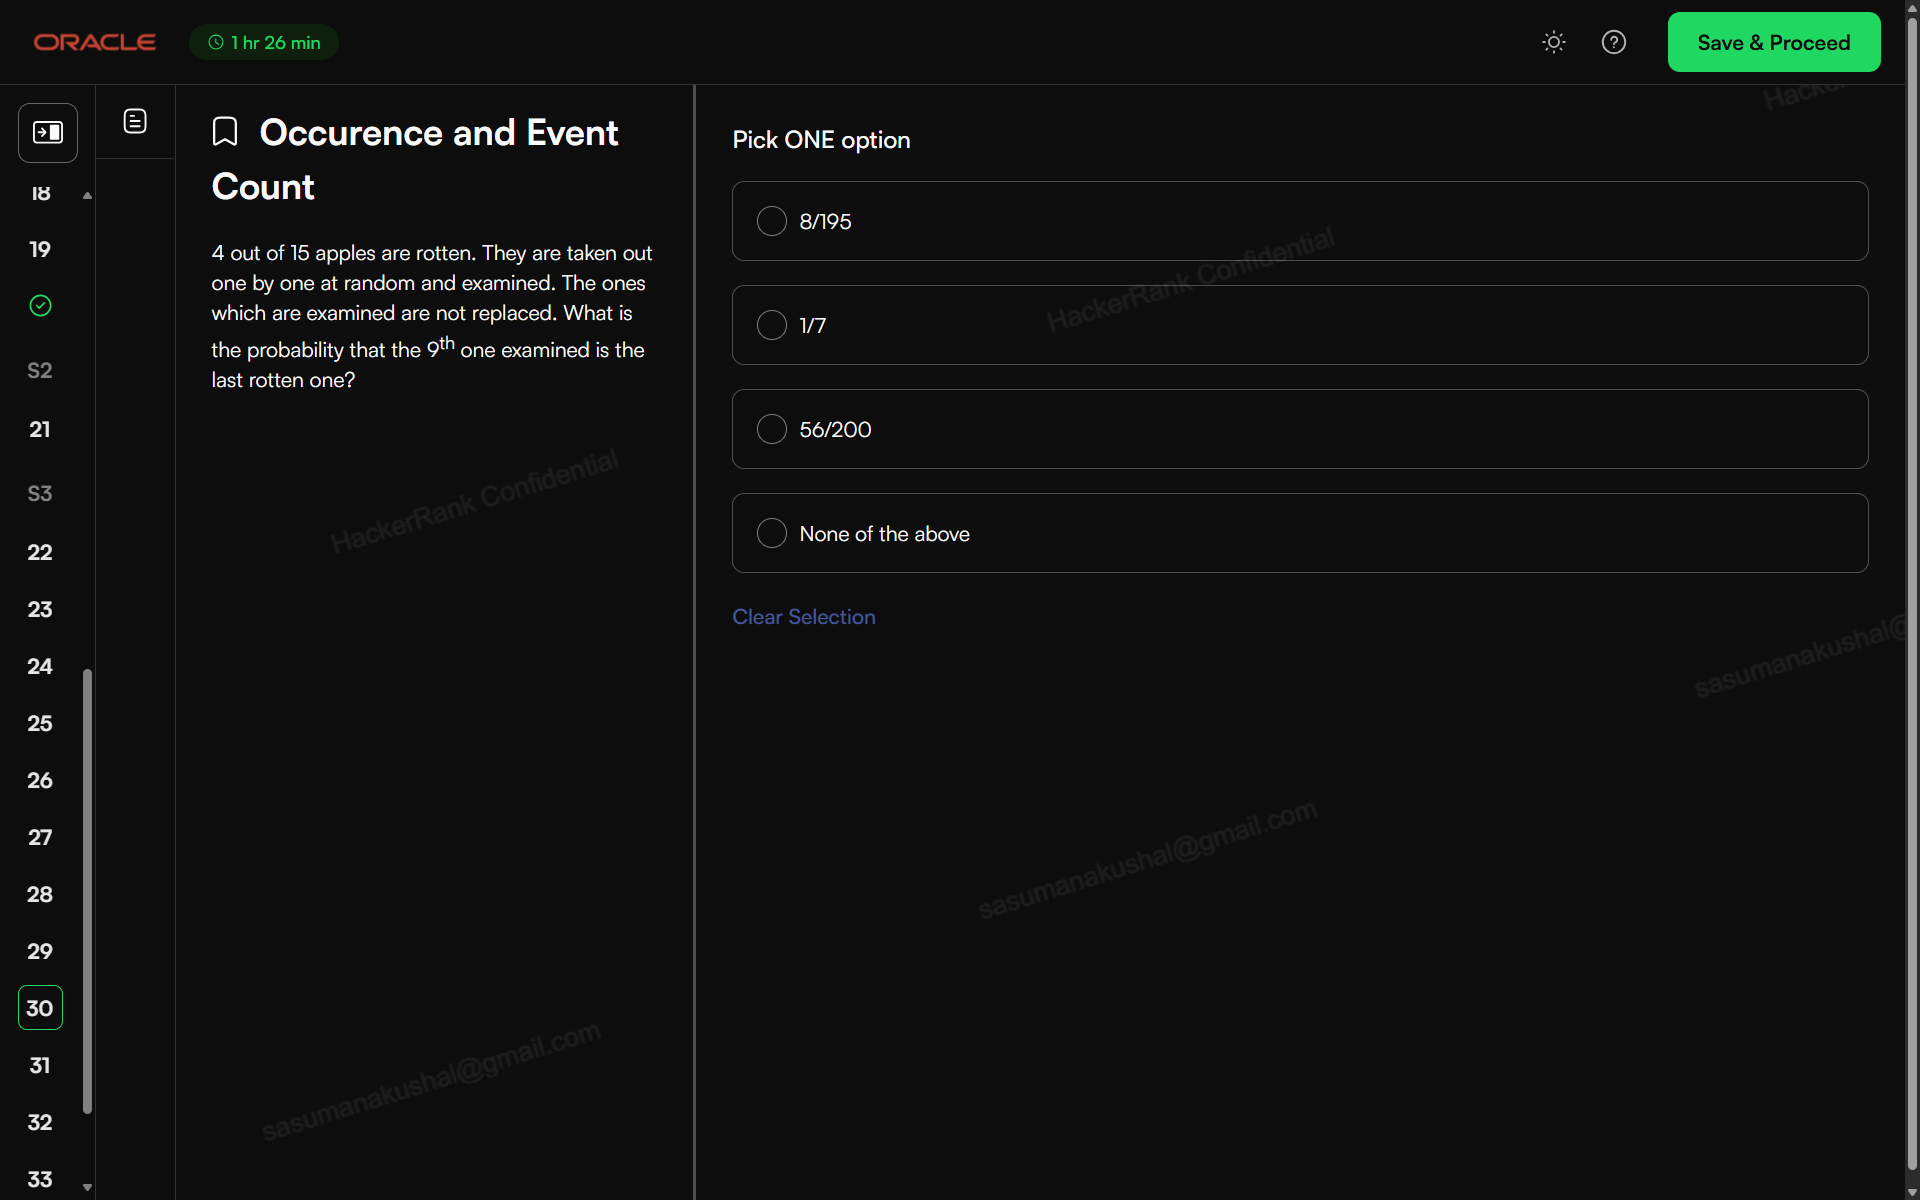 ORACLE
1 hr 26 min
Save & Proceed
18
19
S2
21
S3
22
23
24
25
26
27
28
29
30
31
32
33
Occurence and Event
Count
4 out of 15 apples are rotten. They are taken out
one by one at random and examined. The ones
which are examined are not replaced. What is
the probability that the 9th one examined is the
last rotten one?
Pick ONE option
8/195
1/7
56/200
None of the above
Clear Selection
HackerRank Confidential
HackerRank Confidential
sasumanakushal@
sasumanakushal@gmail.com
sasumanakushal@gmail.com